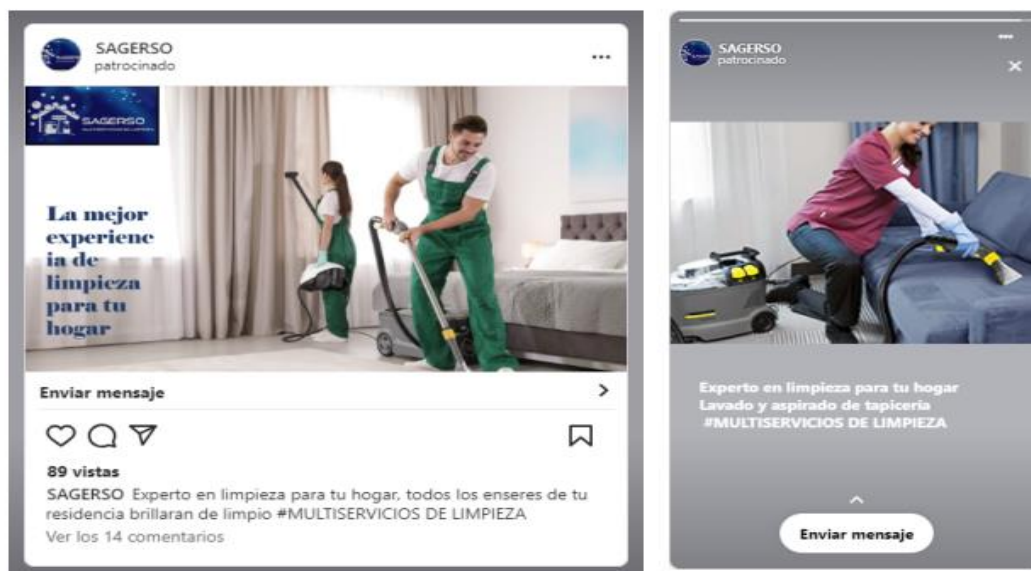 SAGERSO
patrocinado
SAGERSO
La mejor
experienc
ia de
limpieza
para tu
hogar
Enviar mensaje
89 vistas
SAGERSO Experto en limpieza para tu hogar, todos los enseres de tu
residencia brillaran de limpio #MULTISERVICIOS DE LIMPIEZA
Ver los 14 comentarios
SAGERSO
patrocinado
Experto en limpieza para tu hogar
Lavado y aspirado de tapiceria
#MULTISERVICIOS DE LIMPIEZA
Enviar mensaje